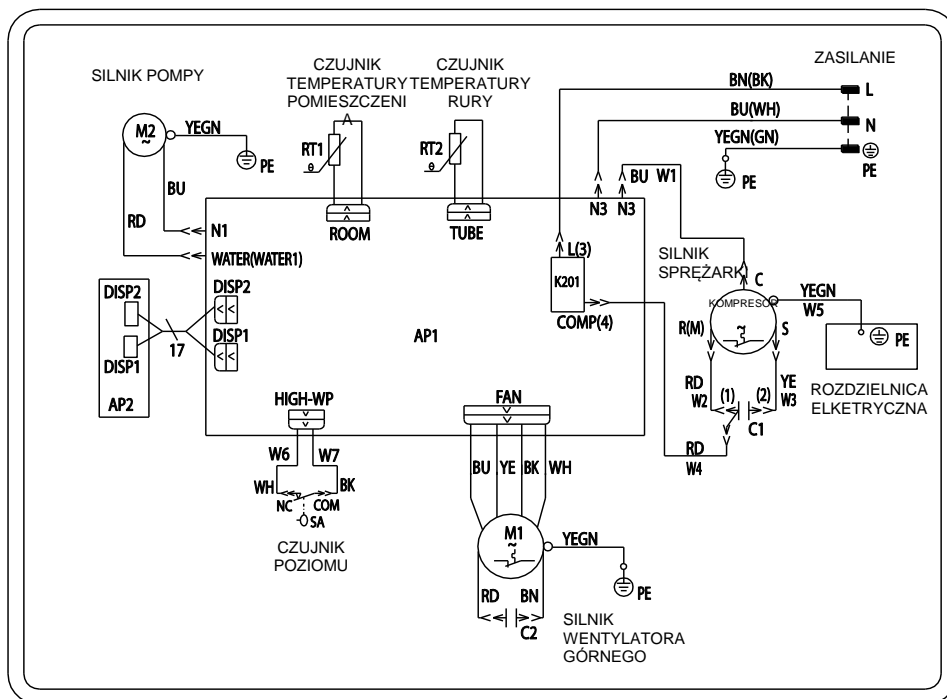 SILNIK POMPY
CZUJNIK
TEMPERATURY
POMIESZCZENI
A
CZUJNIK
TEMPERATURY
RURY
ZASILANIE
BN(BK)
L
BU(WH)
N
YEGN(GN)
PE
PE
M2
~
YEGN
PE
RT1
θ
RT2
θ
BU
W1
BU
RD
N1
WATER(WATER1)
ROOM
TUBE
N3
N3
L(3)
K201
COMP(4)
SILNIK
SPRĘŻARKI
C
KOMPRESOR
~
R(M)
S
YEGN
W5
PE
ROZDZIELNICA
ELKETRYCZNA
DISP2
DISP1
AP2
17
DISP2
DISP1
AP1
RD
W2
(1)
(2)
YE
W3
C1
RD
W4
HIGH-WP
W6
W7
WH
BK
NC
COM
SA
CZUJNIK
POZIOMU
FAN
BU
YE
BK
WH
M1
~
YEGN
PE
RD
BN
C2
SILNIK
WENTYLATORA
GÓRNEGO